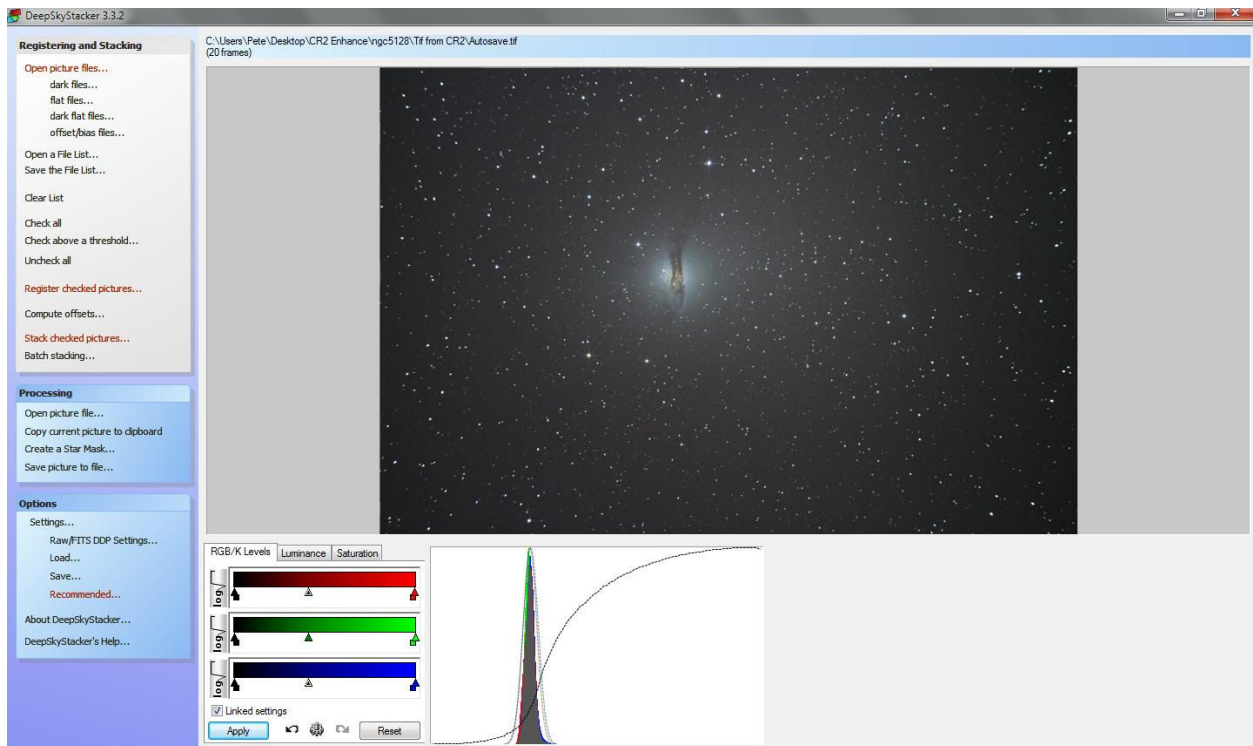 DeepSkyStacker 3.3.2
Registering and Stacking
Open picture files...
dark files...
flat files...
dark flat files...
offset/bias files...
Open a File List...
Save the File List...
Clear List
Check all
Check above a threshold...
Uncheck all
Register checked pictures...
Compute offsets...
Stack checked pictures...
Batch stacking...
Processing
Open picture file...
Copy current picture to clipboard
Create a Star Mask...
Save picture to file...
Options
Settings...
Raw/FITS DDP Settings...
Load...
Save...
Recommended...
About DeepSkyStacker...
DeepSkyStacker's Help...
C:\Users\Pete\Desktop\CR2 Enhance\ngc5128\Tif from CR2\Autosave.tif
(20 frames)
RGB/K Levels Luminance Saturation
log
log
log
Linked settings
Apply Reset